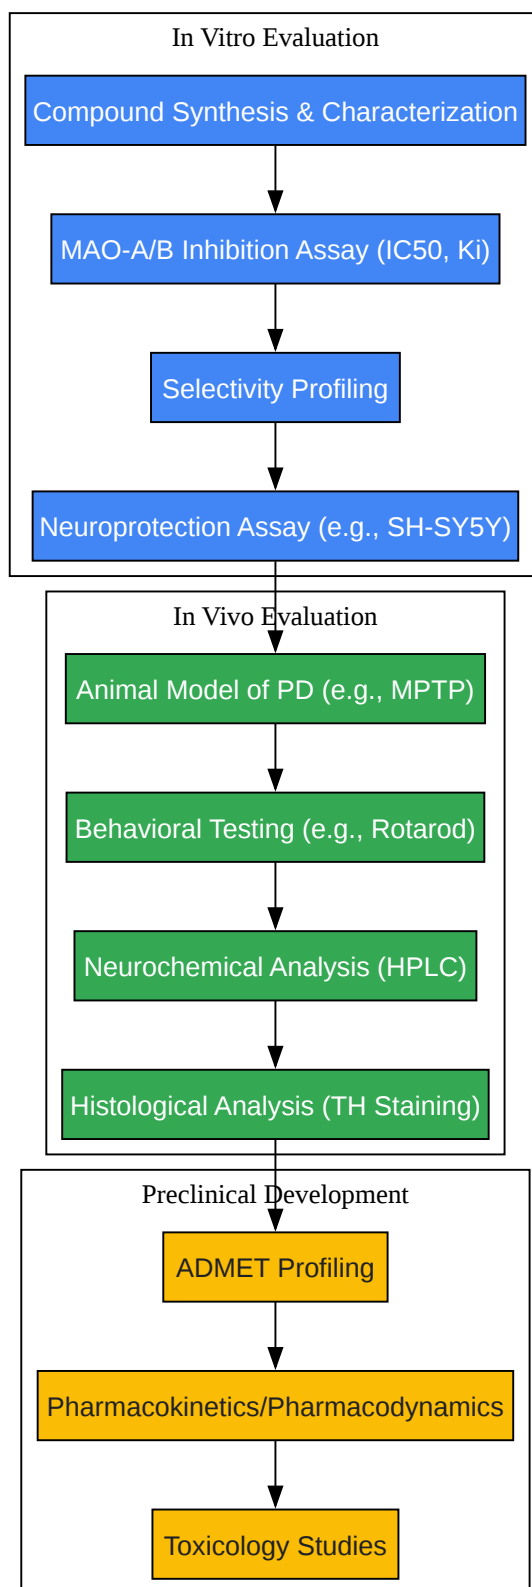 In Vitro Evaluation
Compound Synthesis & Characterization
MAO-A/B Inhibition Assay (IC50, Ki)
Selectivity Profiling
Neuroprotection Assay (e.g., SH-SY5Y)
In Vivo Evaluation
Animal Model of PD (e.g., MPTP)
Behavioral Testing (e.g., Rotarod)
Neurochemical Analysis (HPLC)
Histological Analysis (TH Staining)
Preclinical Development
ADMET Profiling
Pharmacokinetics/Pharmacodynamics
Toxicology Studies